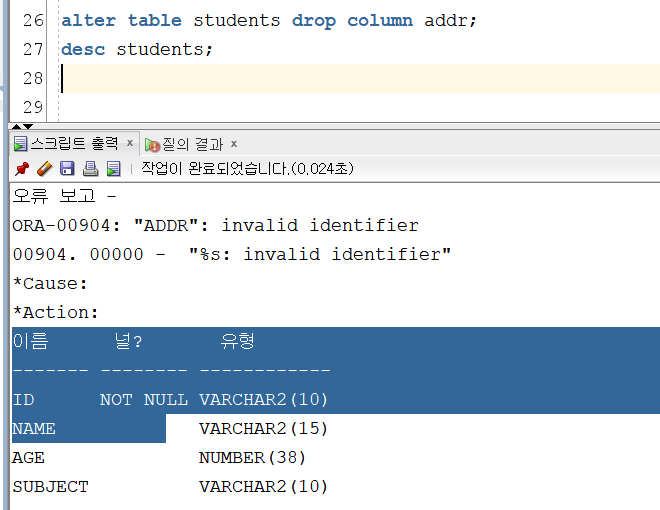 26 alter table students drop column addr;
27 desc students;
28
29
스크립트 출력 x 질의 결과 x
작업이 완료되었습니다.(0,024초)
오류 보고 -
ORA-00904: "ADDR": invalid identifier
00904. 00000 -  "%s: invalid identifier"
*Cause:
*Action:
이름 널? 유형
------- -------- ------------
ID NOT NULL VARCHAR2(10)
NAME VARCHAR2(15)
AGE NUMBER(38)
SUBJECT VARCHAR2(10)